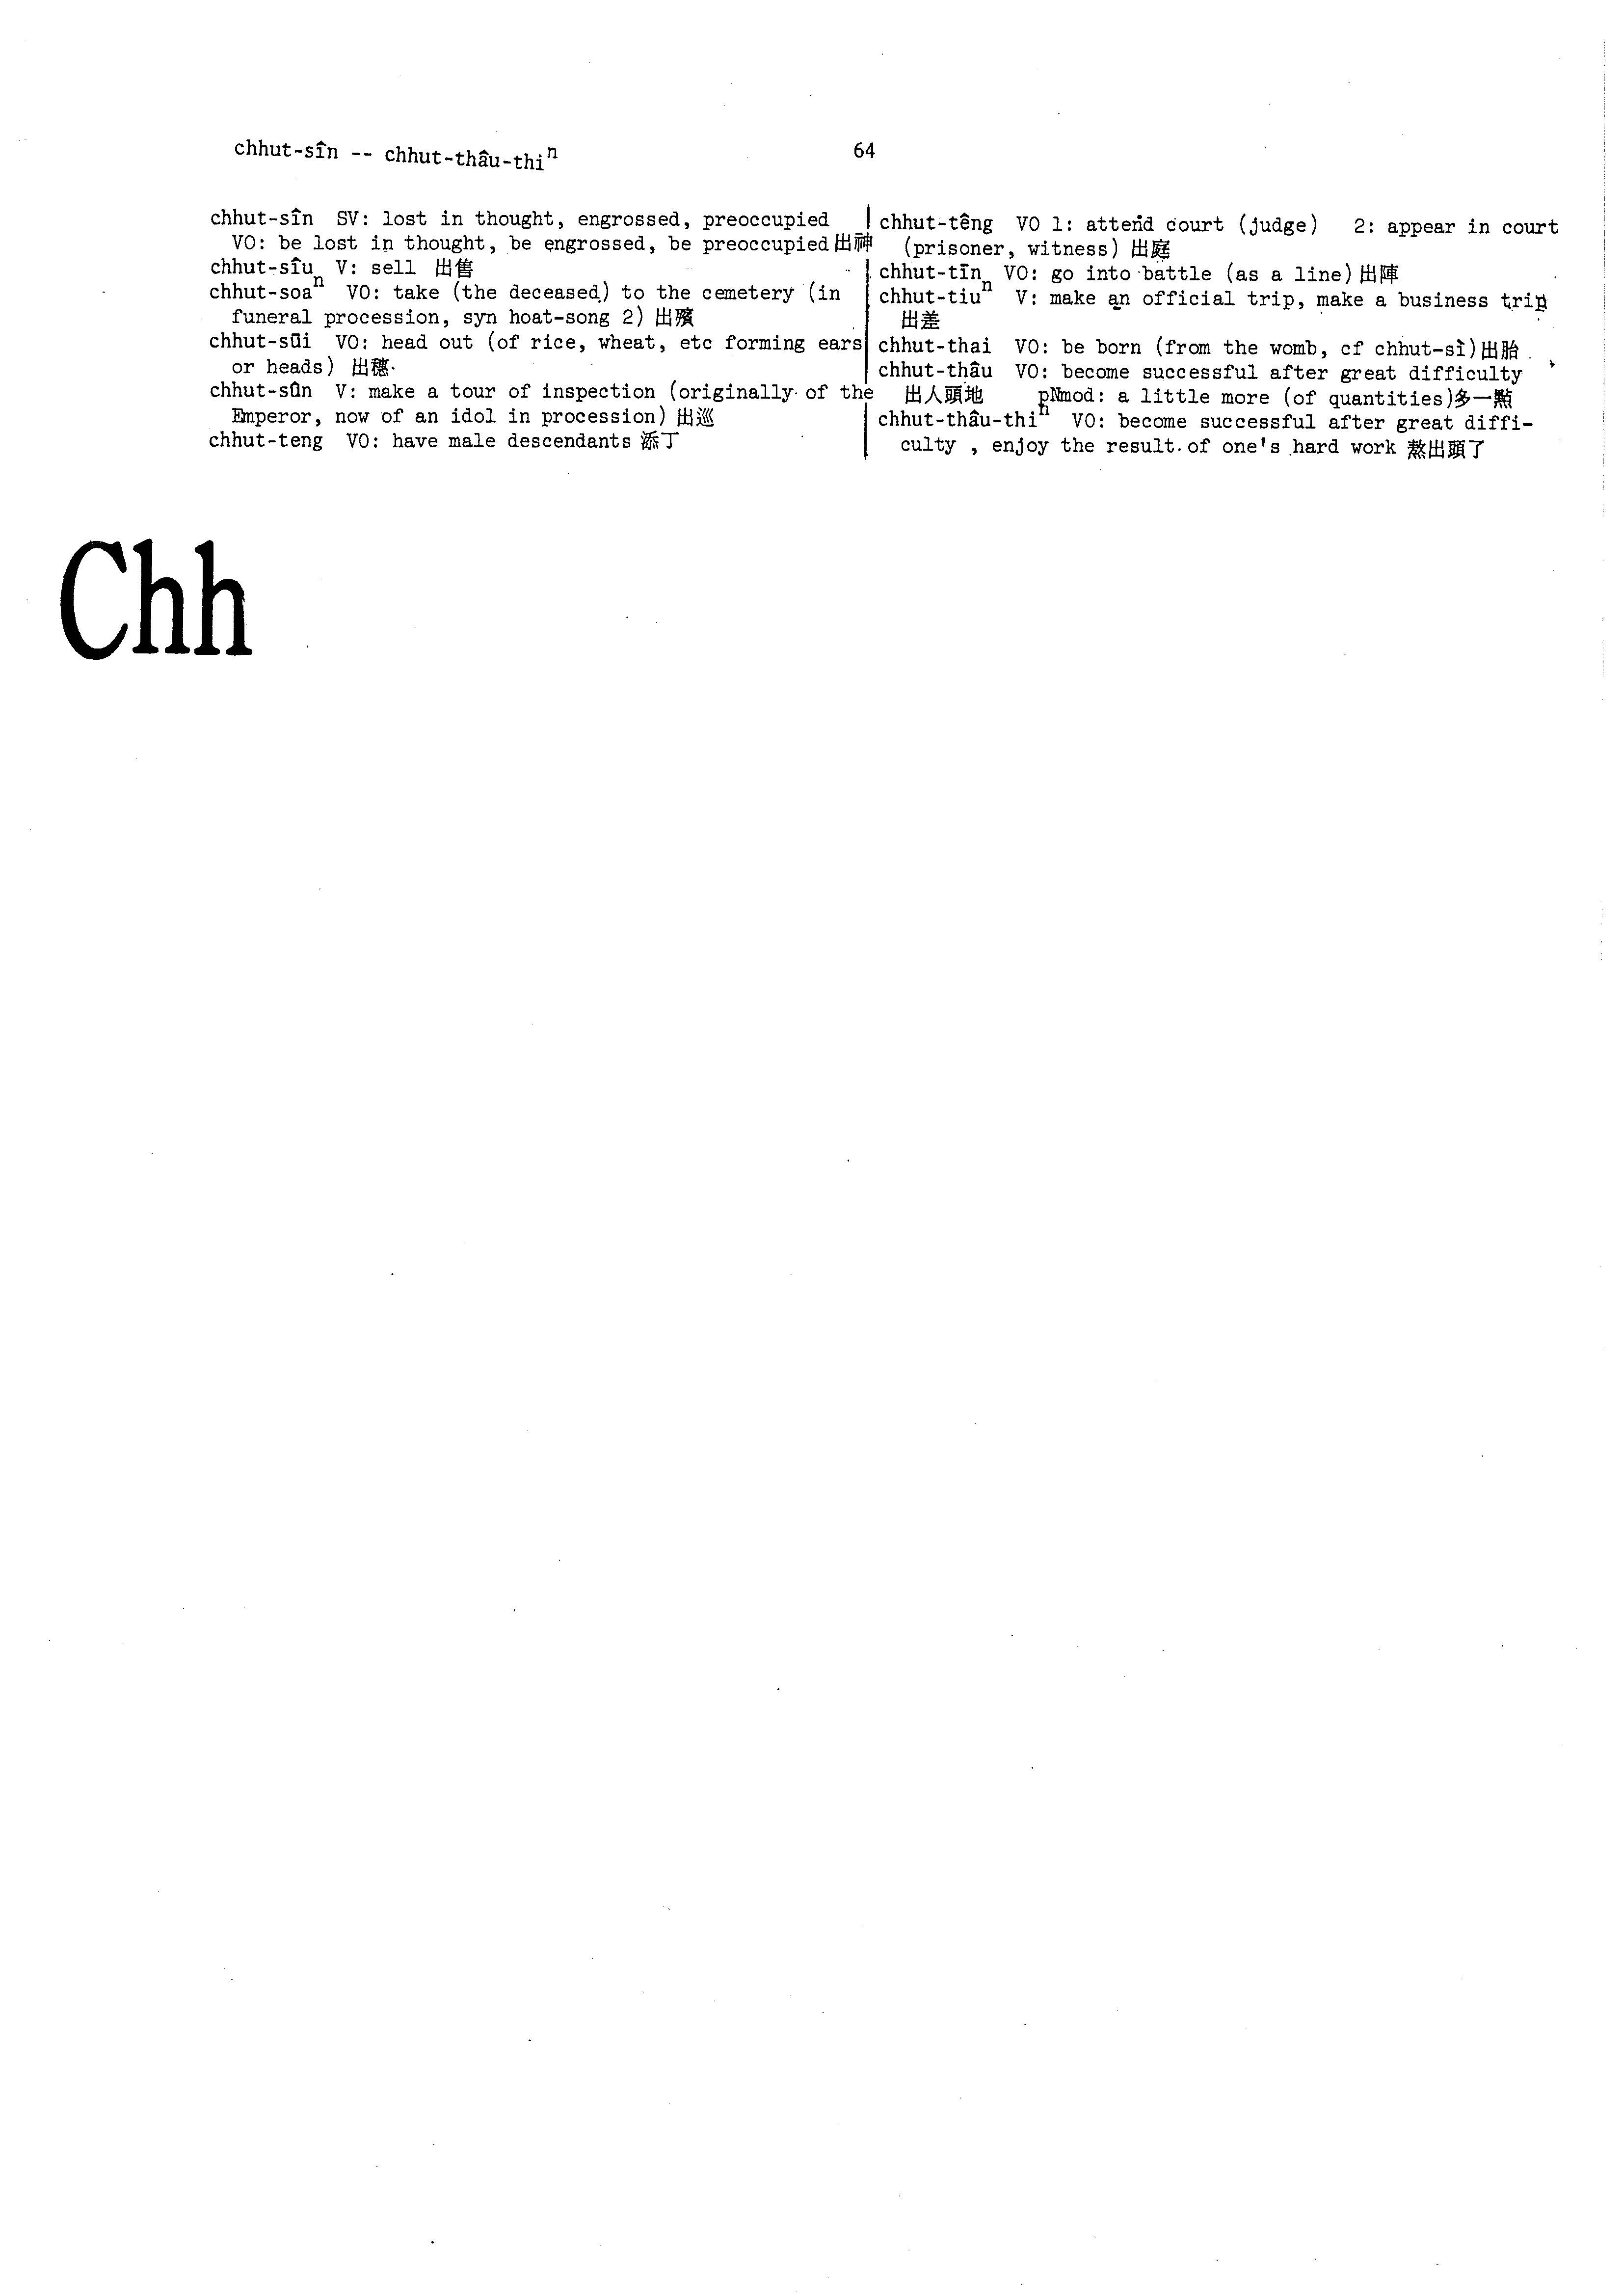 chhut-sîn -- chhut-thâu-thiⁿ
64
chhut-sîn SV: lost in thought, engrossed, preoccupied
VO: be lost in thought, be engrossed, be preoccupied 出神
chhut-siū V: sell 出售
chhut-soaⁿ VO: take (the deceased) to the cemetery (in
funeral procession, syn hoat-song 2) 出殯
chhut-sūi VO: head out (of rice, wheat, etc forming ears
or heads) 出穗
chhut-sûn V: make a tour of inspection (originally of the
Emperor, now of an idol in procession) 出巡
chhut-teng VO: have male descendants 添丁
chhut-têng VO 1: attend court (judge) 2: appear in court
(prisoner, witness) 出庭
chhut-tīn VO: go into battle (as a line) 出陣
chhut-tiuⁿ V: make an official trip, make a business trip
出差
chhut-thai VO: be born (from the womb, cf chhut-sì) 出胎
chhut-thâu VO: become successful after great difficulty
出人頭地 pNmod: a little more (of quantities) 多一點
chhut-thâu-thiⁿ VO: become successful after great diffi-
culty , enjoy the result.of one's hard work 熬出頭了
Chh